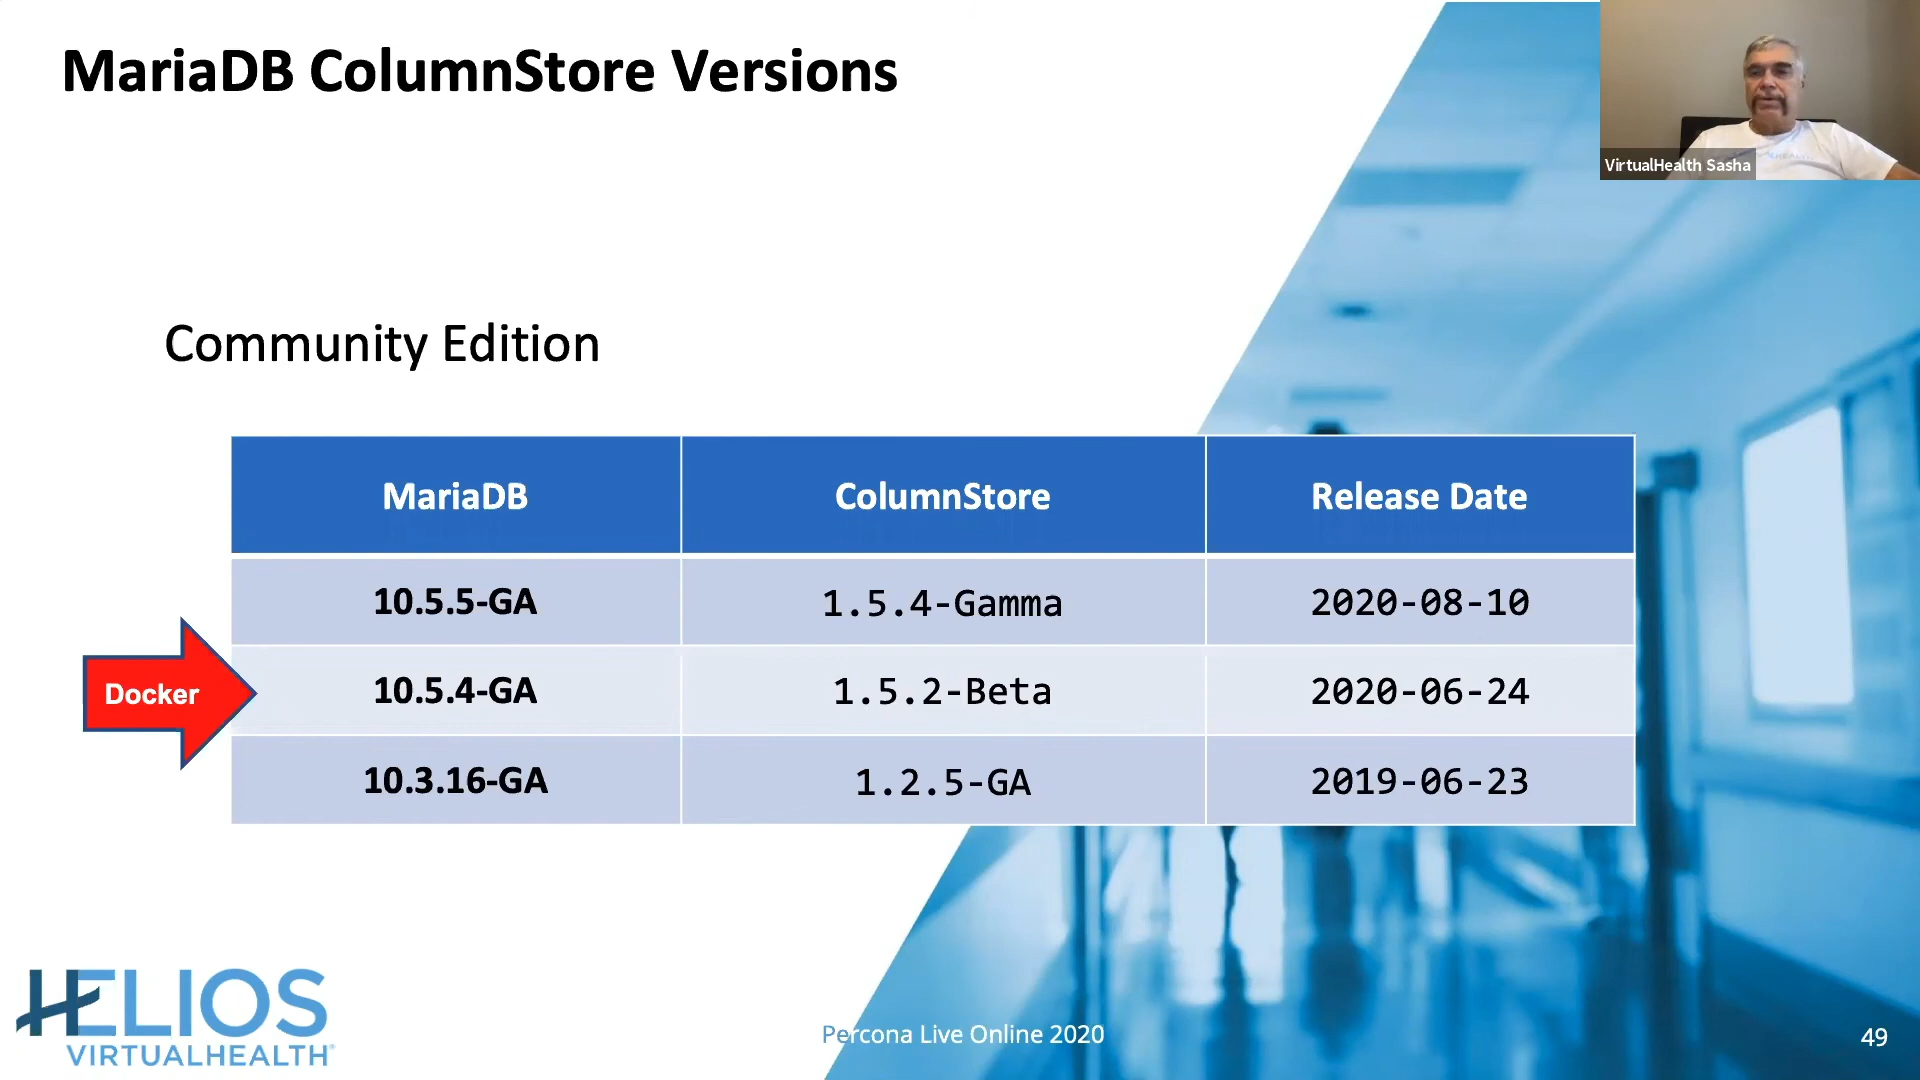 MariaDB ColumnStore Versions
VirtualHealth Sasha
Community Edition
MariaDB ColumnStore Release Date
10.5.5-GA 1.5.4-Gamma 2020-08-10
Docker 10.5.4-GA 1.5.2-Beta 2020-06-24
10.3.16-GA 1.2.5-GA 2019-06-23
HELIOS
VIRTUALHEALTH
Percona Live Online 2020
49